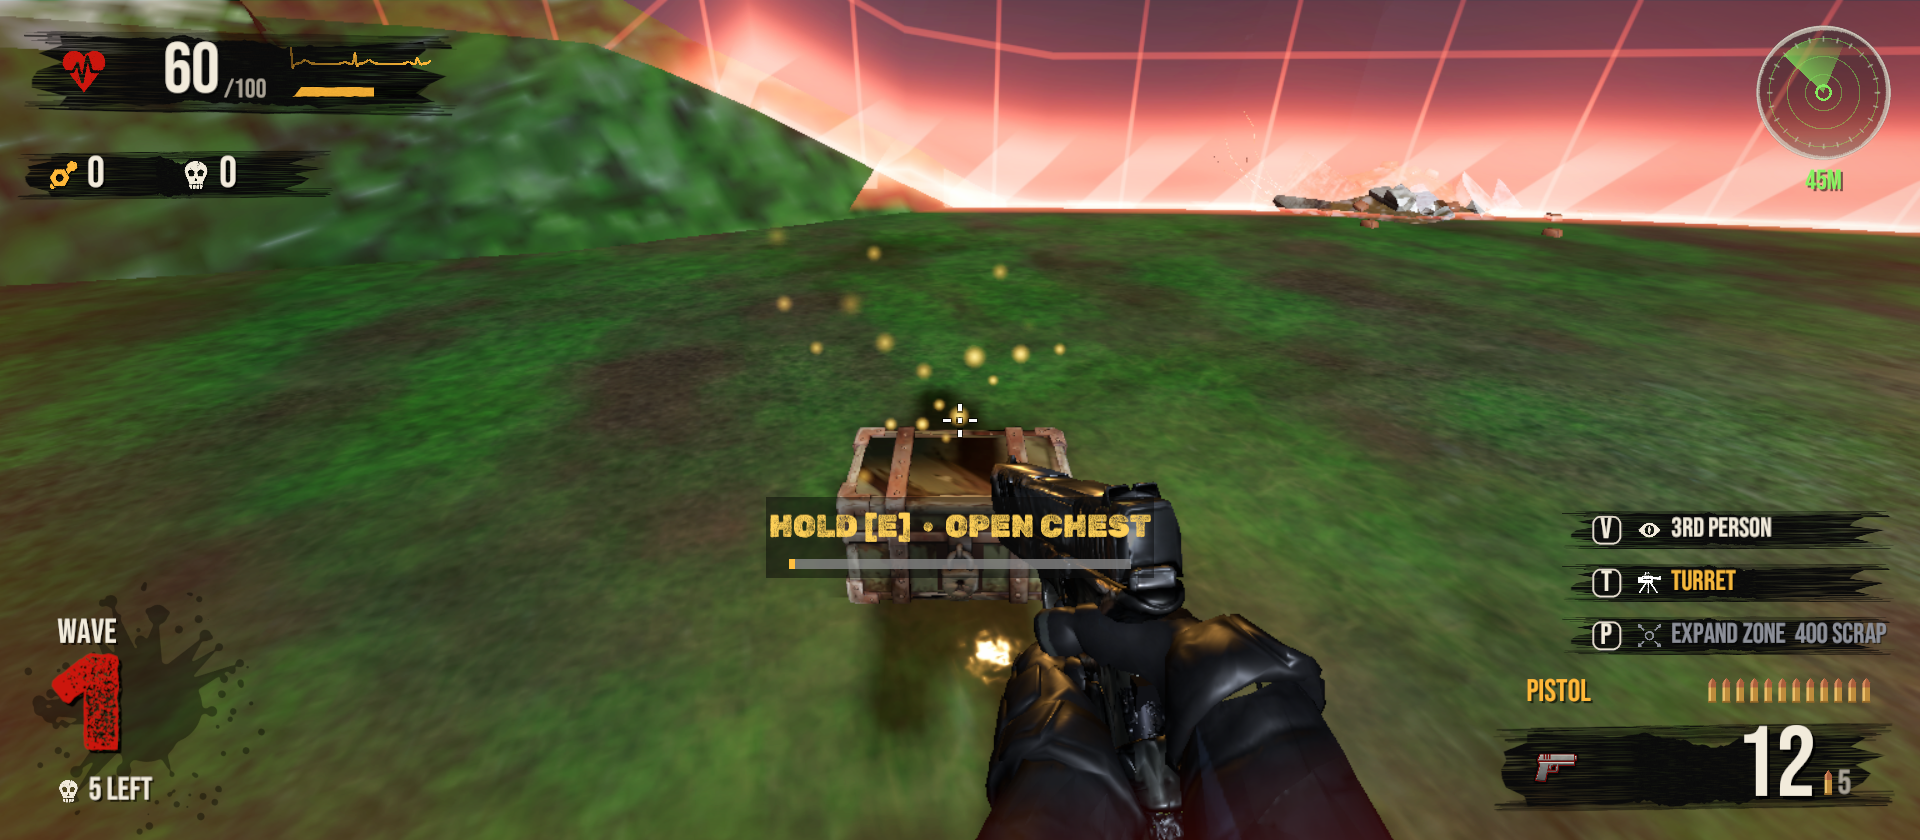 60 /100
0 0
45M
HOLD [E] • OPEN CHEST
V 3RD PERSON
T TURRET
P EXPAND ZONE 400 SCRAP
WAVE
1
5 LEFT
PISTOL
12 5